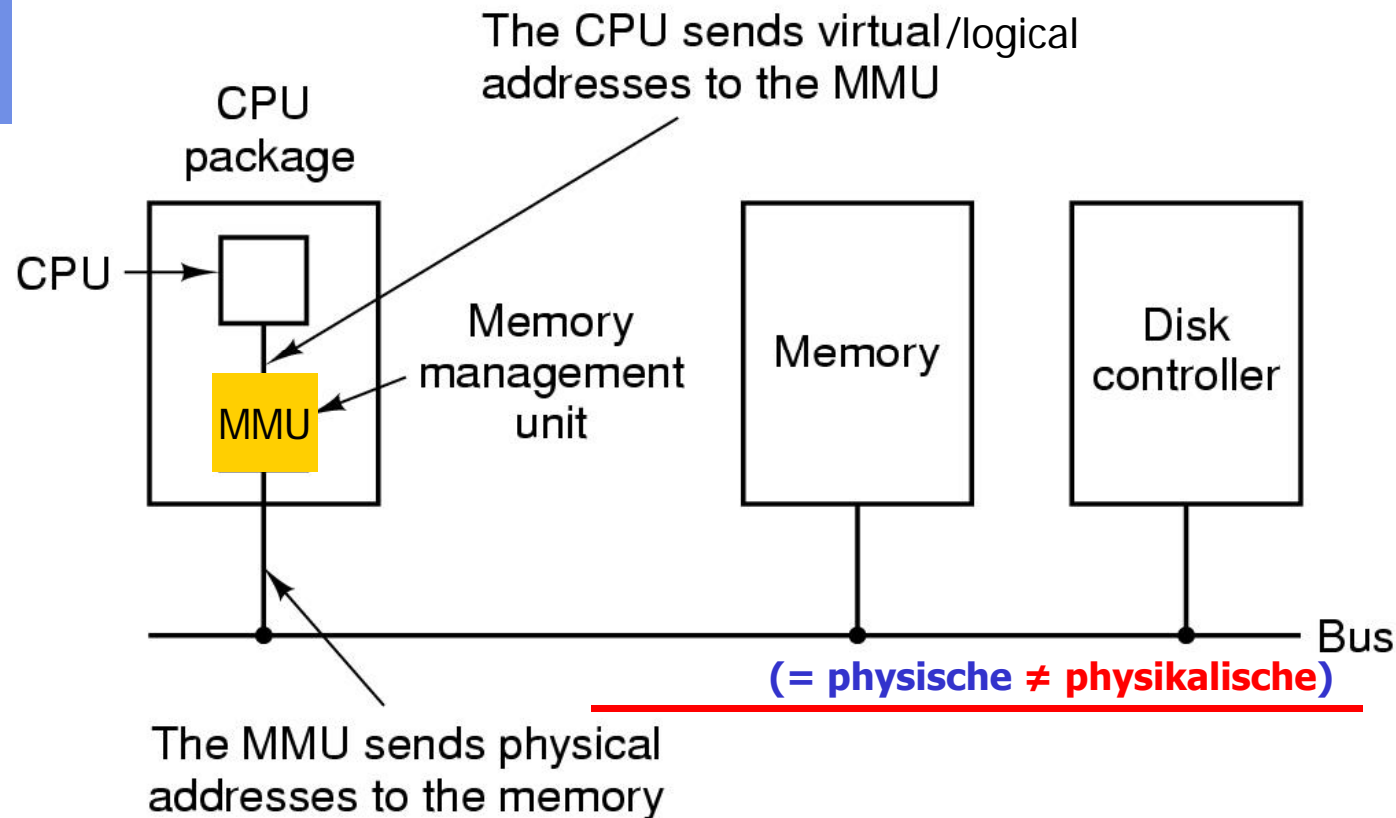 The CPU sends virtual/logical
addresses to the MMU
CPU
package
CPU
Memory
management
unit
MMU
Memory
Disk
controller
Bus
(= physische ≠ physikalische)
The MMU sends physical
addresses to the memory